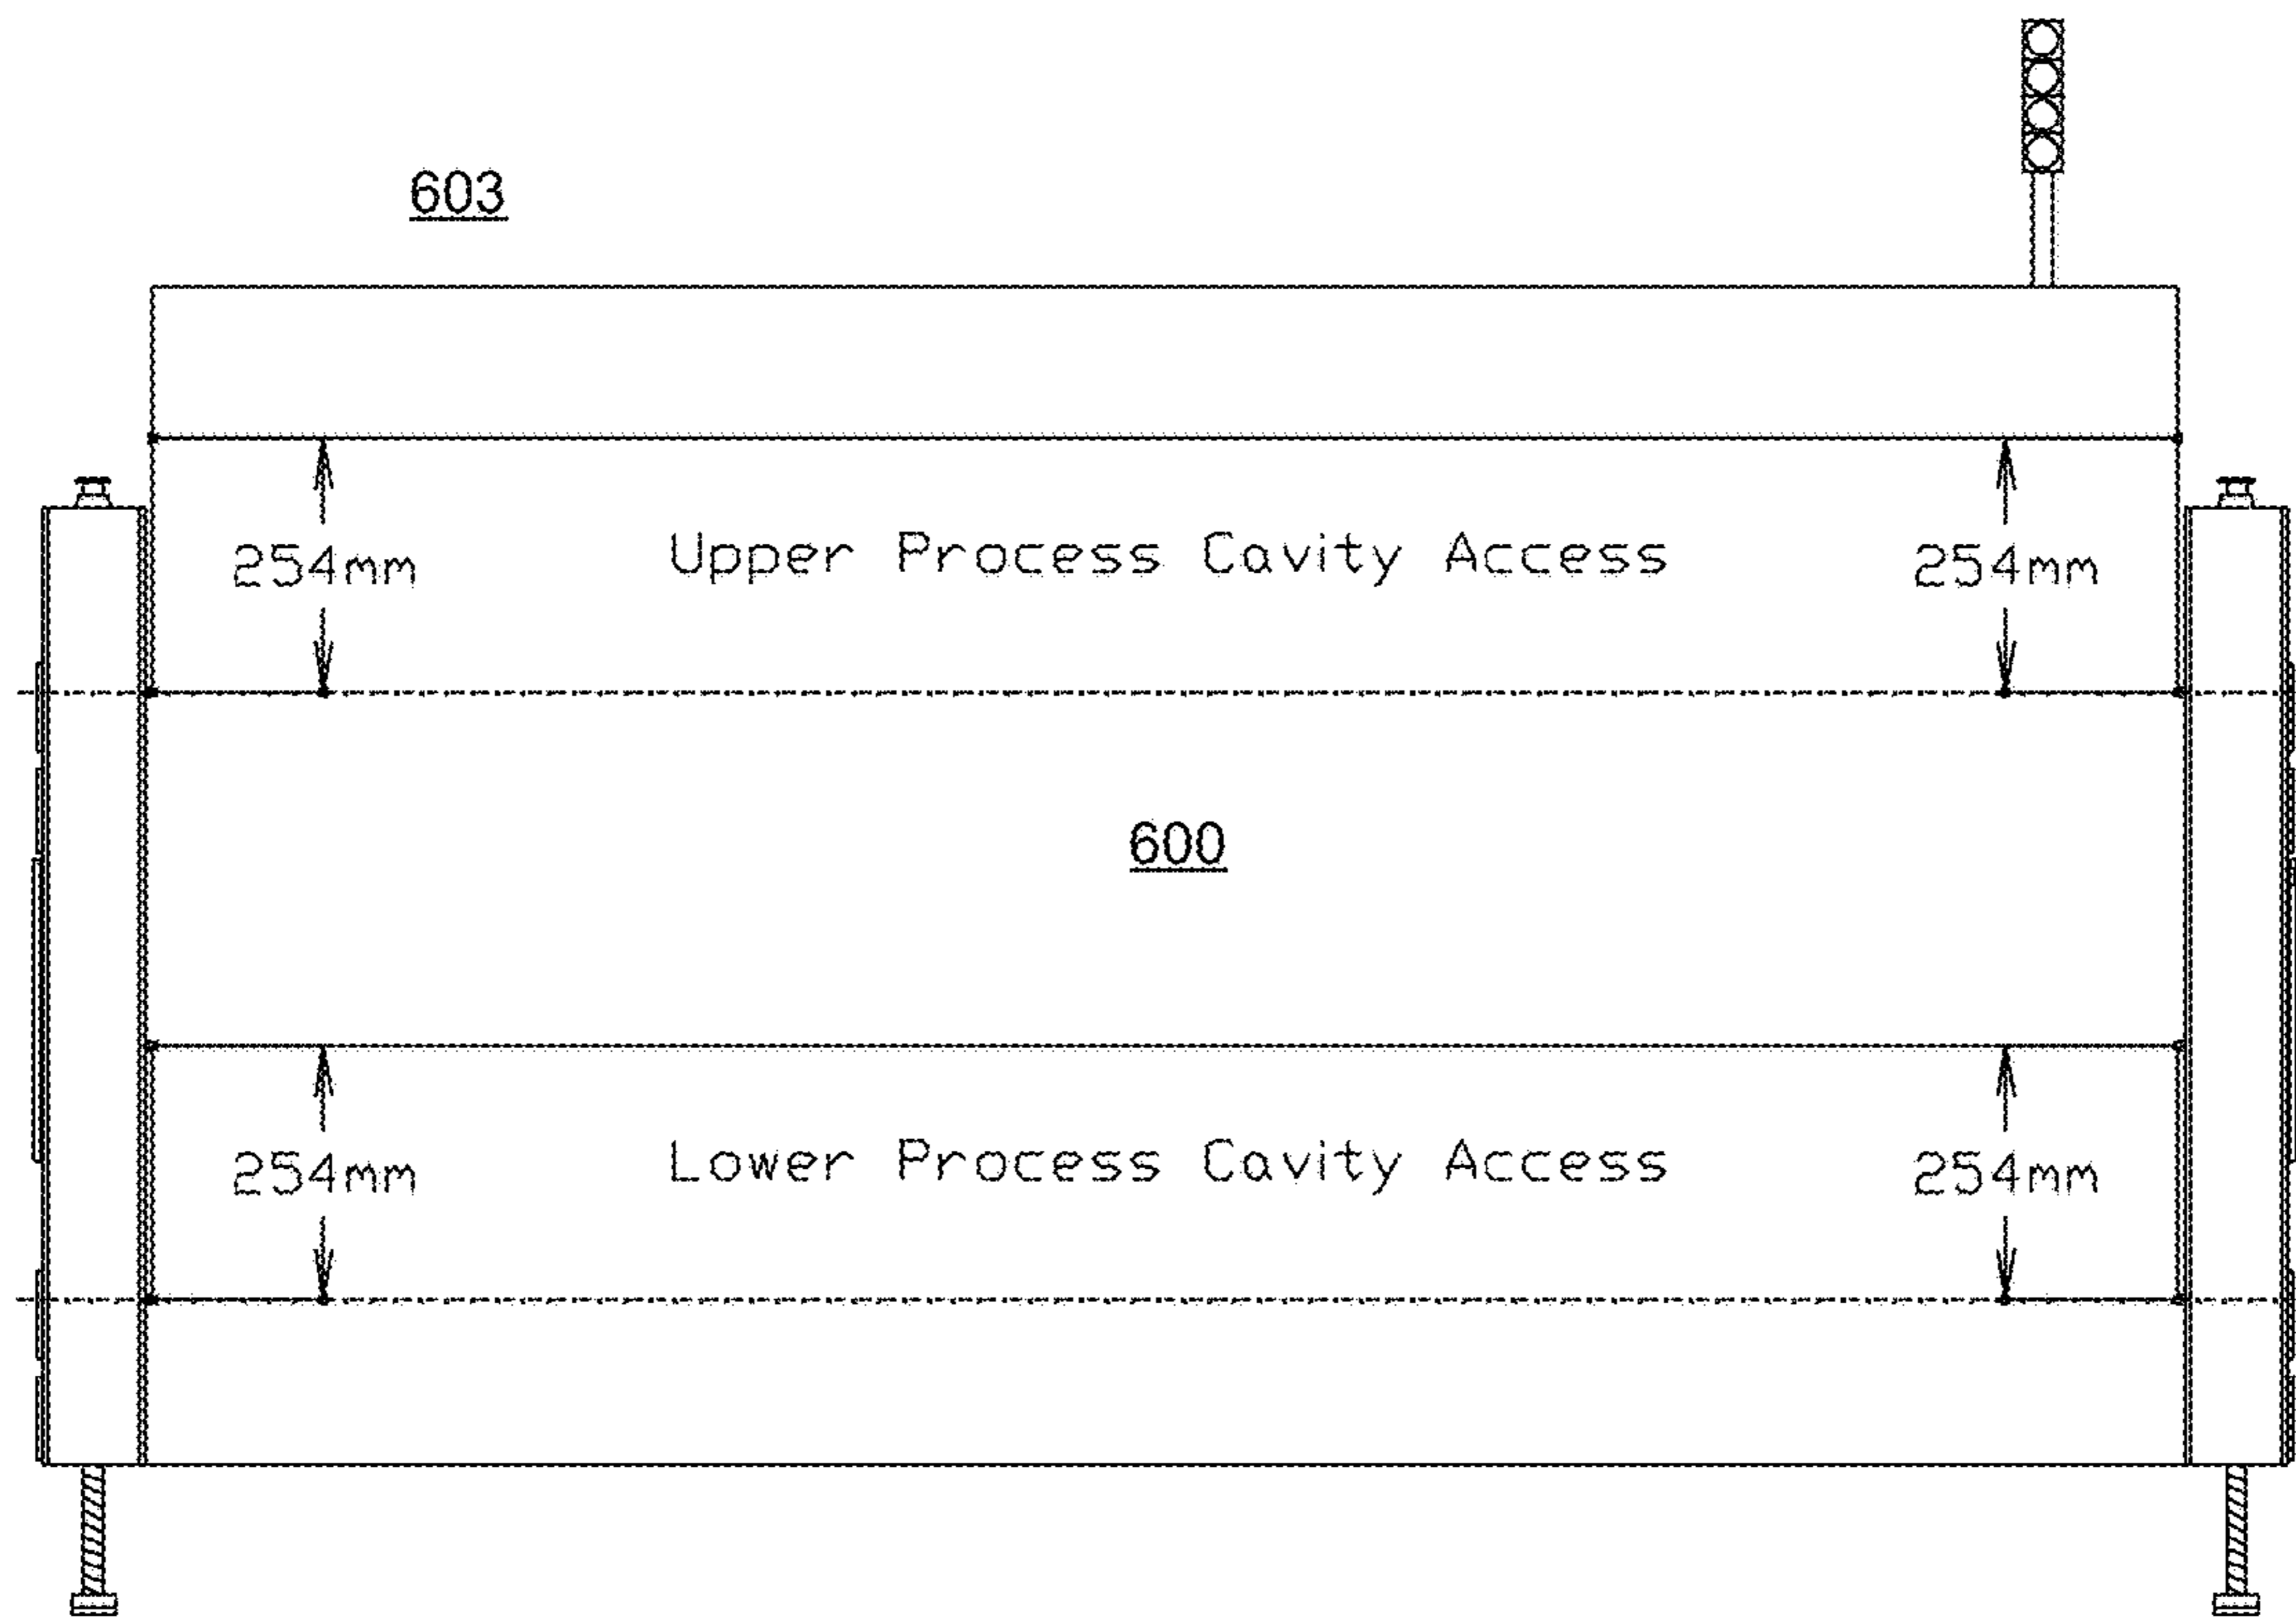 603
Upper Process Cavity Access
254mm 254mm
600
Lower Process Cavity Access
254mm 254mm